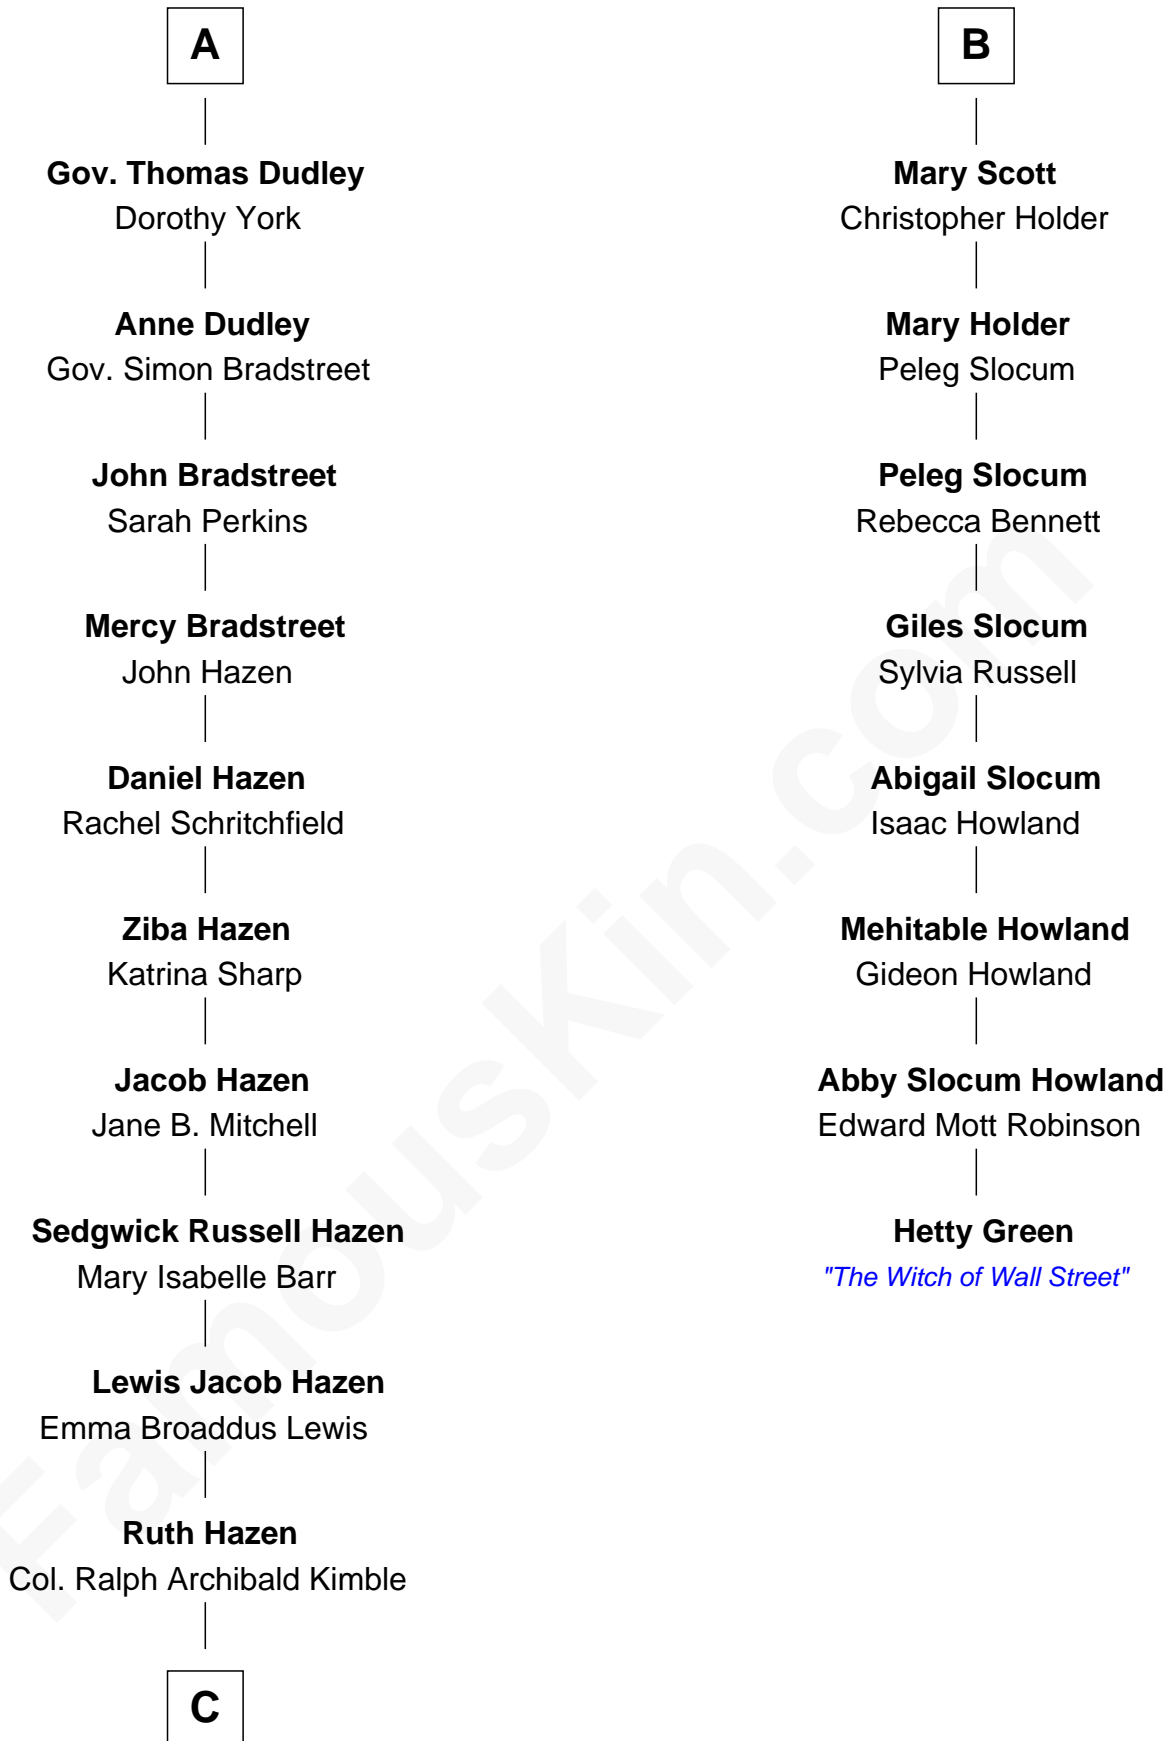 A
Gov. Thomas Dudley
Dorothy York
Anne Dudley
Gov. Simon Bradstreet
John Bradstreet
Sarah Perkins
Mercy Bradstreet
John Hazen
Daniel Hazen
Rachel Schritchfield
Ziba Hazen
Katrina Sharp
Jacob Hazen
Jane B. Mitchell
Sedgwick Russell Hazen
Mary Isabelle Barr
Lewis Jacob Hazen
Emma Broaddus Lewis
Ruth Hazen
Col. Ralph Archibald Kimble
C
B
Mary Scott
Christopher Holder
Mary Holder
Peleg Slocum
Peleg Slocum
Rebecca Bennett
Giles Slocum
Sylvia Russell
Abigail Slocum
Isaac Howland
Mehitable Howland
Gideon Howland
Abby Slocum Howland
Edward Mott Robinson
Hetty Green
"The Witch of Wall Street"
FamousKin.com